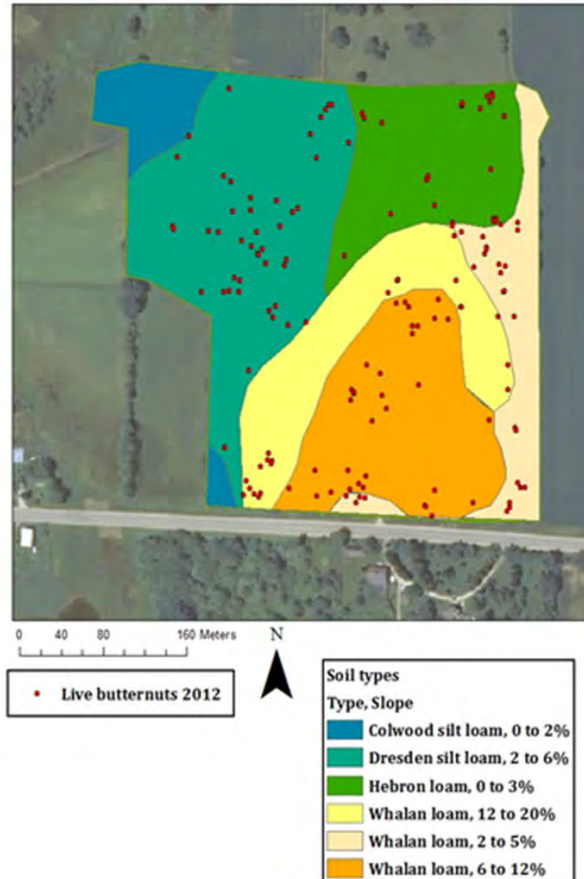 0 40 80 160 Meters
N
Live butternuts 2012
Soil types
Type, Slope
Colwood silt loam, 0 to 2%
Dresden silt loam, 2 to 6%
Hebron loam, 0 to 3%
Whalan loam, 12 to 20%
Whalan loam, 2 to 5%
Whalan loam, 6 to 12%